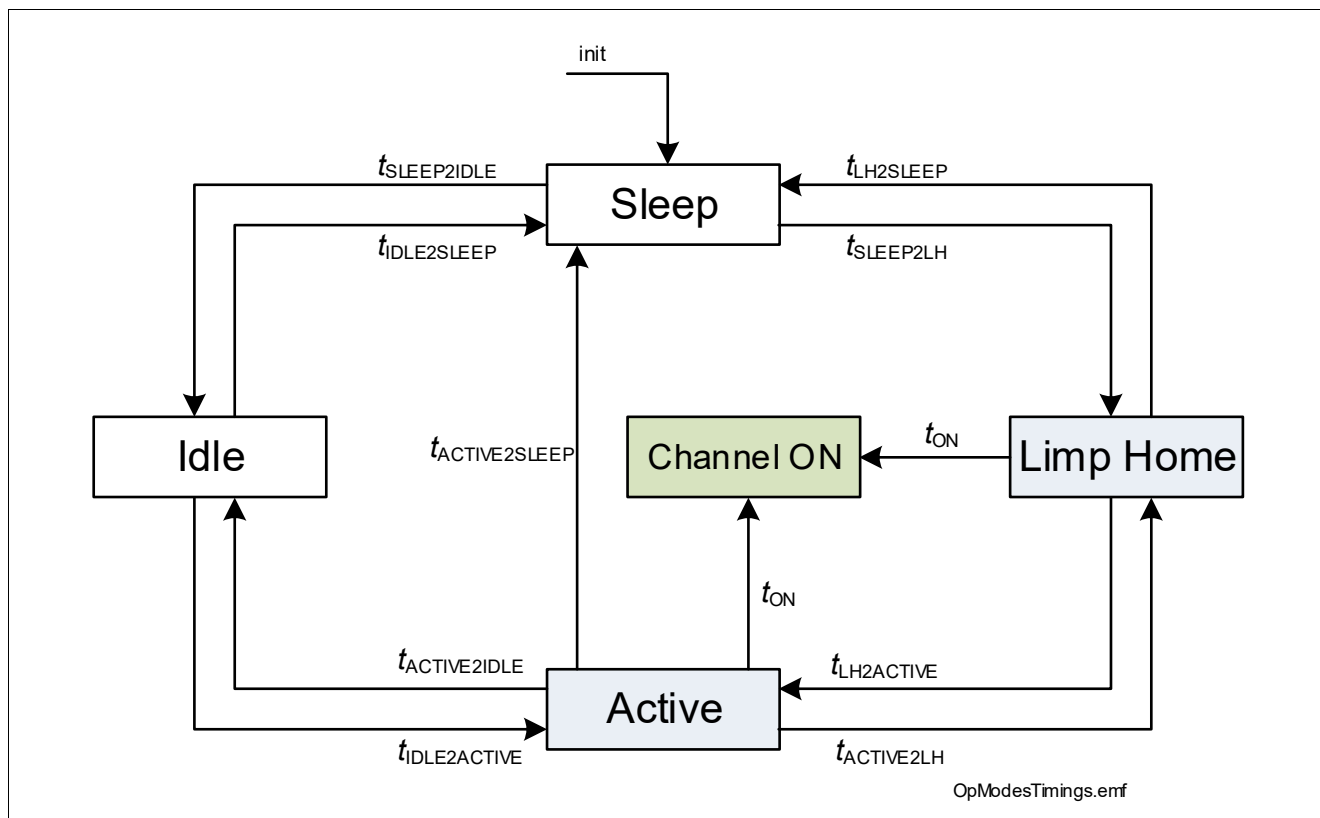 init
tSLEEP2IDLE
tLH2SLEEP
Sleep
tIDLE2SLEEP
tSLEEP2LH
Idle
tACTIVE2SLEEP
Channel ON
tON
Limp Home
tON
tACTIVE2IDLE
tLH2ACTIVE
Active
tIDLE2ACTIVE
tACTIVE2LH
OpModesTimings.emf